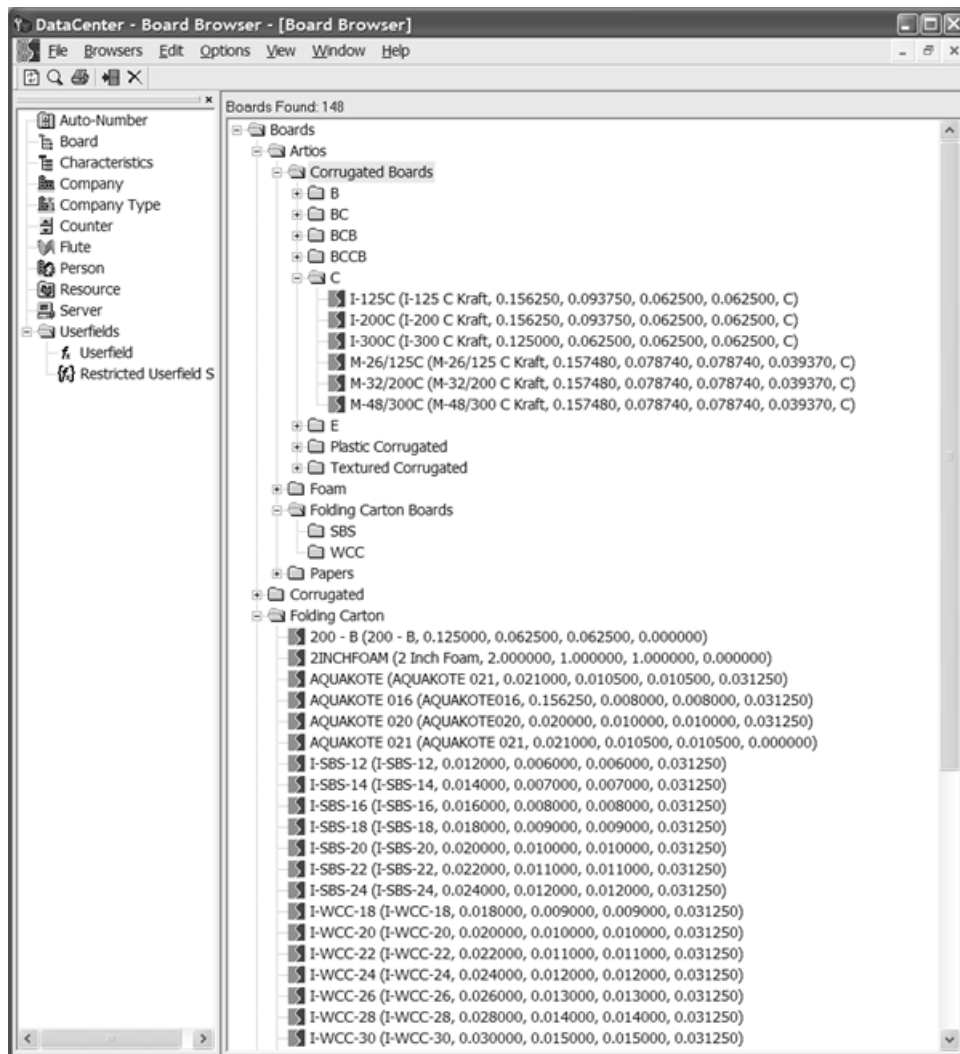 DataCenter - Board Browser - [Board Browser]
File Browsers Edit Options View Window Help
Auto-Number
Board
Characteristics
Company
Company Type
Counter
Flute
Person
Resource
Server
Userfields
Userfield
Restricted Userfield S
Boards Found: 148
Boards
Artios
Corrugated Boards
B
BC
BCB
BCCB
C
I-125C (I-125 C Kraft, 0.156250, 0.093750, 0.062500, 0.062500, C)
I-200C (I-200 C Kraft, 0.156250, 0.093750, 0.062500, 0.062500, C)
I-300C (I-300 C Kraft, 0.125000, 0.062500, 0.062500, 0.062500, C)
M-26/125C (M-26/125 C Kraft, 0.157480, 0.078740, 0.078740, 0.039370, C)
M-32/200C (M-32/200 C Kraft, 0.157480, 0.078740, 0.078740, 0.039370, C)
M-48/300C (M-48/300 C Kraft, 0.157480, 0.078740, 0.078740, 0.039370, C)
E
Plastic Corrugated
Textured Corrugated
Foam
Folding Carton Boards
SBS
WCC
Papers
Corrugated
Folding Carton
200 - B (200 - B, 0.125000, 0.062500, 0.062500, 0.000000)
2INCHFOAM (2 Inch Foam, 2.000000, 1.000000, 1.000000, 0.000000)
AQUAKOTE (AQUAKOTE 021, 0.021000, 0.010500, 0.010500, 0.031250)
AQUAKOTE 016 (AQUAKOTE016, 0.156250, 0.008000, 0.008000, 0.031250)
AQUAKOTE 020 (AQUAKOTE020, 0.020000, 0.010000, 0.010000, 0.031250)
AQUAKOTE 021 (AQUAKOTE 021, 0.021000, 0.010500, 0.010500, 0.000000)
I-SBS-12 (I-SBS-12, 0.012000, 0.006000, 0.006000, 0.031250)
I-SBS-14 (I-SBS-14, 0.014000, 0.007000, 0.007000, 0.031250)
I-SBS-16 (I-SBS-16, 0.016000, 0.008000, 0.008000, 0.031250)
I-SBS-18 (I-SBS-18, 0.018000, 0.009000, 0.009000, 0.031250)
I-SBS-20 (I-SBS-20, 0.020000, 0.010000, 0.010000, 0.031250)
I-SBS-22 (I-SBS-22, 0.022000, 0.011000, 0.011000, 0.031250)
I-SBS-24 (I-SBS-24, 0.024000, 0.012000, 0.012000, 0.031250)
I-WCC-18 (I-WCC-18, 0.018000, 0.009000, 0.009000, 0.031250)
I-WCC-20 (I-WCC-20, 0.020000, 0.010000, 0.010000, 0.031250)
I-WCC-22 (I-WCC-22, 0.022000, 0.011000, 0.011000, 0.031250)
I-WCC-24 (I-WCC-24, 0.024000, 0.012000, 0.012000, 0.031250)
I-WCC-26 (I-WCC-26, 0.026000, 0.013000, 0.013000, 0.031250)
I-WCC-28 (I-WCC-28, 0.028000, 0.014000, 0.014000, 0.031250)
I-WCC-30 (I-WCC-30, 0.030000, 0.015000, 0.015000, 0.031250)